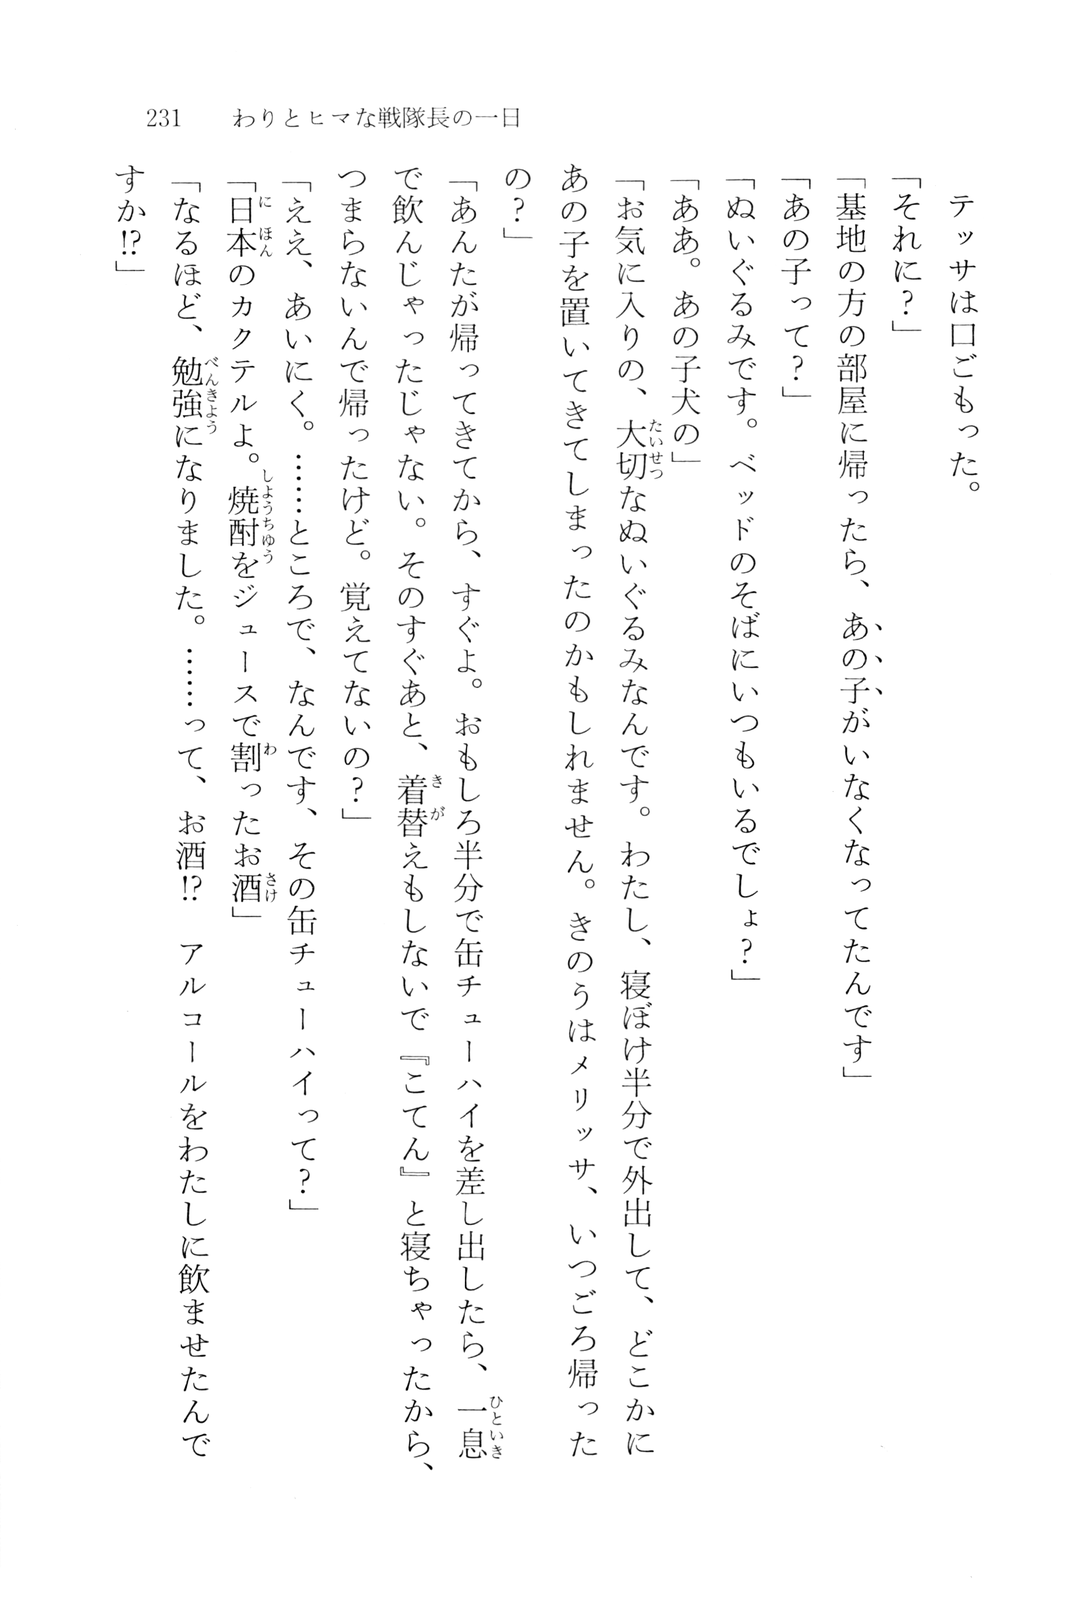 231　わりとヒマな戦隊長の一日
　テッサは口ごもった。
「それに？」
「基地の方の部屋に帰ったら、あの子がいなくなってたんです」
「あの子って？」
「ぬいぐるみです。ベッドのそばにいつもいるでしょ？」
「ああ。あの子犬の」
「お気に入りの、大切なぬいぐるみなんです。わたし、寝ぼけ半分で外出して、どこかに
あの子を置いてきてしまったのかもしれません。きのうはメリッサ、いつごろ帰った
の？」
「あんたが帰ってきてから、すぐよ。おもしろ半分で缶チューハイを差し出したら、一息
で飲んじゃったじゃない。そのすぐあと、着替えもしないで『こてん』と寝ちゃったから、
つまらないんで帰ったけど。覚えてないの？」
「ええ、あいにく。……ところで、なんです、その缶チューハイって？」
「日本のカクテルよ。焼酎をジュースで割ったお酒」
「なるほど、勉強になりました。……って、お酒!?　アルコールをわたしに飲ませたんで
すか!?」